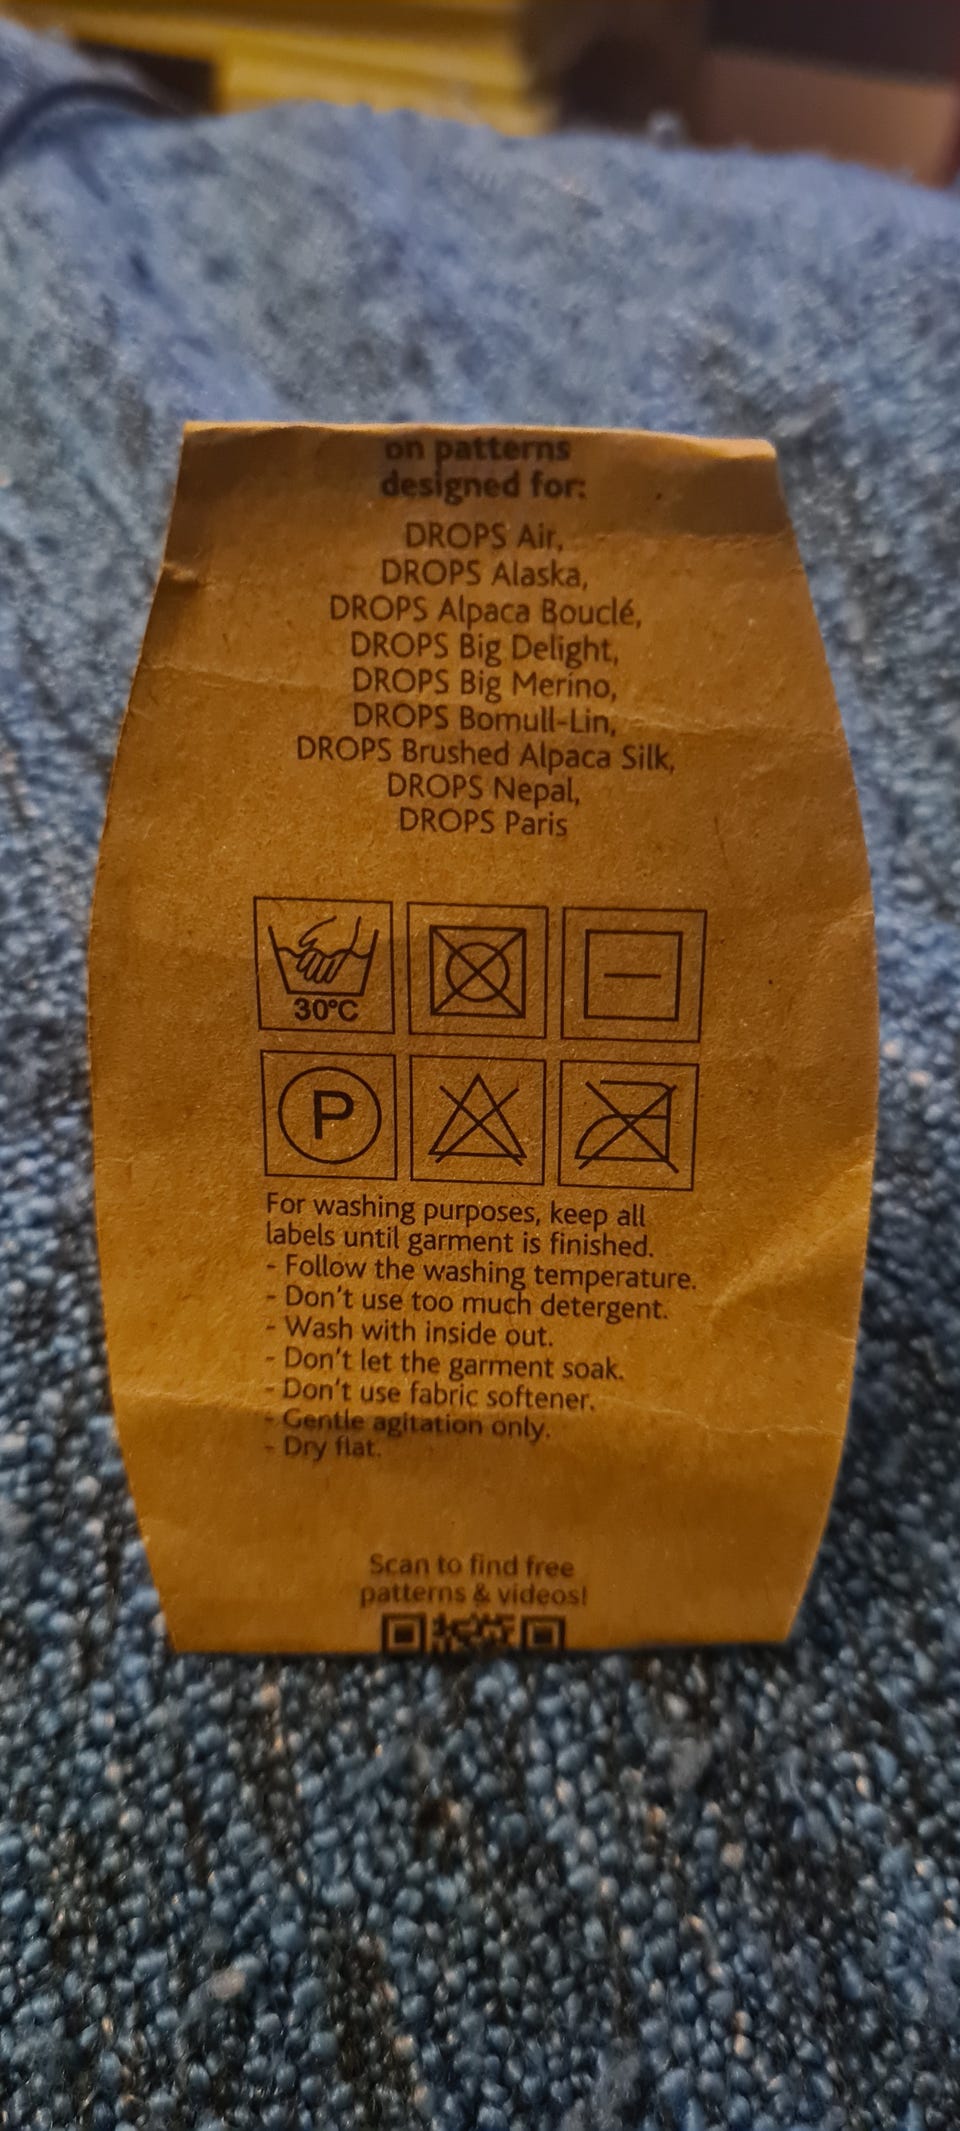 on patterns
designed for:
DROPS Air,
DROPS Alaska,
DROPS Alpaca Bouclé,
DROPS Big Delight,
DROPS Big Merino,
DROPS Bomull-Lin,
DROPS Brushed Alpaca Silk,
DROPS Nepal,
DROPS Paris
30°C
P
For washing purposes, keep all
labels until garment is finished.
- Follow the washing temperature.
- Don't use too much detergent.
- Wash with inside out.
- Don't let the garment soak.
- Don't use fabric softener.
- Gentle agitation only.
- Dry flat.
Scan to find free
patterns & videos!